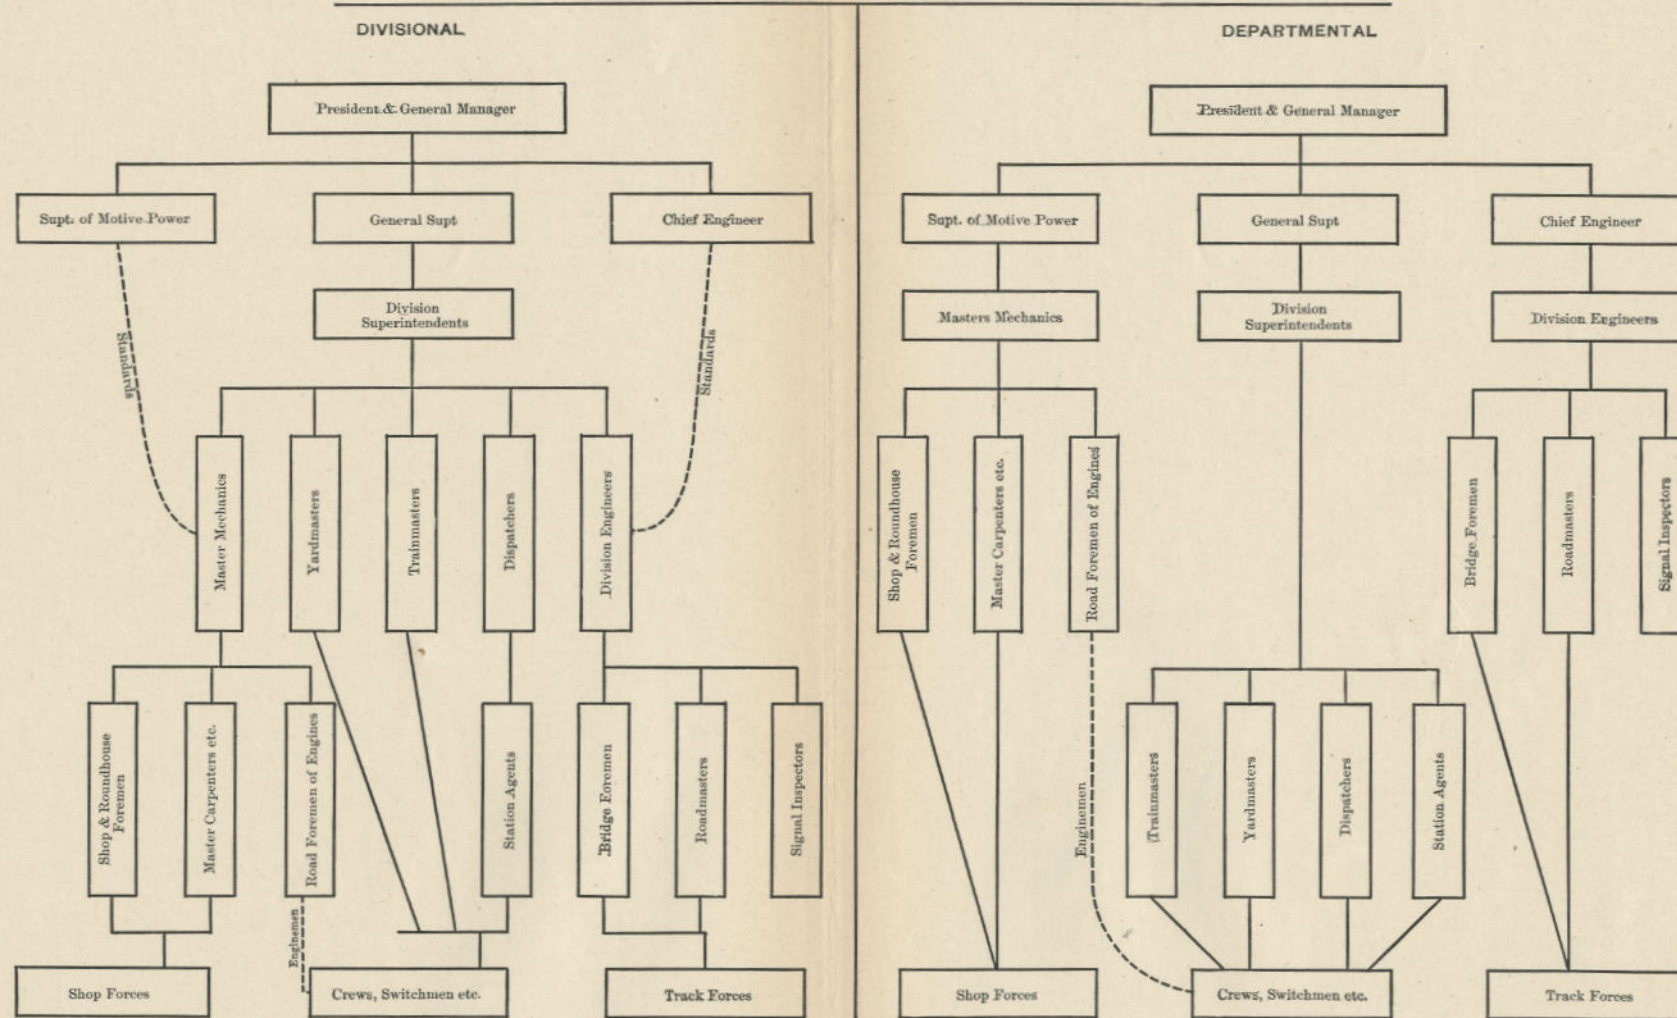 DIVISIONAL
President & General Manager
Supt. of Motive Power
General Supt
Chief Engineer
Division
Superintendents
Standards
Standards
Master Mechanics
Yardmasters
Trainmasters
Dispatchers
Division Engineers
Shop & Roundhouse
Foremen
Master Carpenters etc.
Road Foremen of Engines
Station Agents
Bridge Foremen
Roadmasters
Signal Inspectors
Enginemen
Shop Forces
Crews, Switchmen etc.
Track Forces
DEPARTMENTAL
President & General Manager
Supt. of Motive Power
General Supt
Chief Engineer
Masters Mechanics
Division
Superintendents
Division Engineers
Shop & Roundhouse
Foremen
Master Carpenters etc.
Road Foremen of Engines
Bridge Foremen
Roadmasters
Signal Inspectors
Enginemen
Trainmasters
Yardmasters
Dispatchers
Station Agents
Shop Forces
Crews, Switchmen etc.
Track Forces